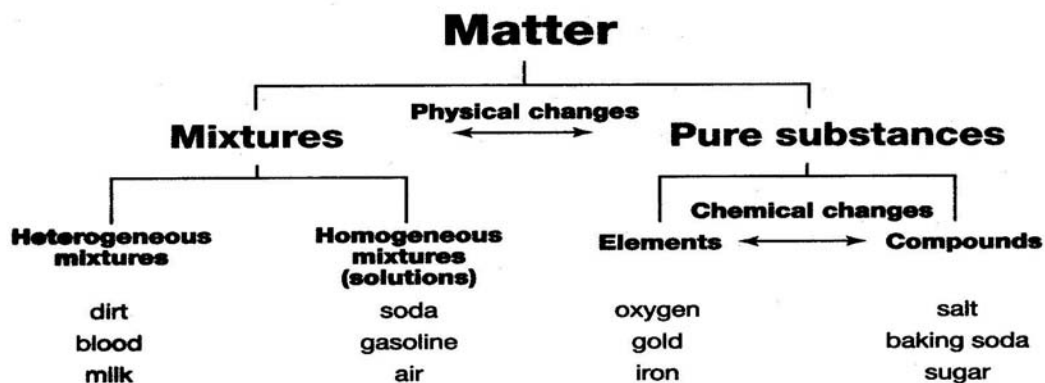 Matter
Physical changes
Mixtures
Pure substances
Chemical changes
Heterogeneous
mixtures
Homogeneous
mixtures
(solutions)
Elements
Compounds
dirt
soda
oxygen
salt
blood
gasoline
gold
baking soda
milk
air
iron
sugar